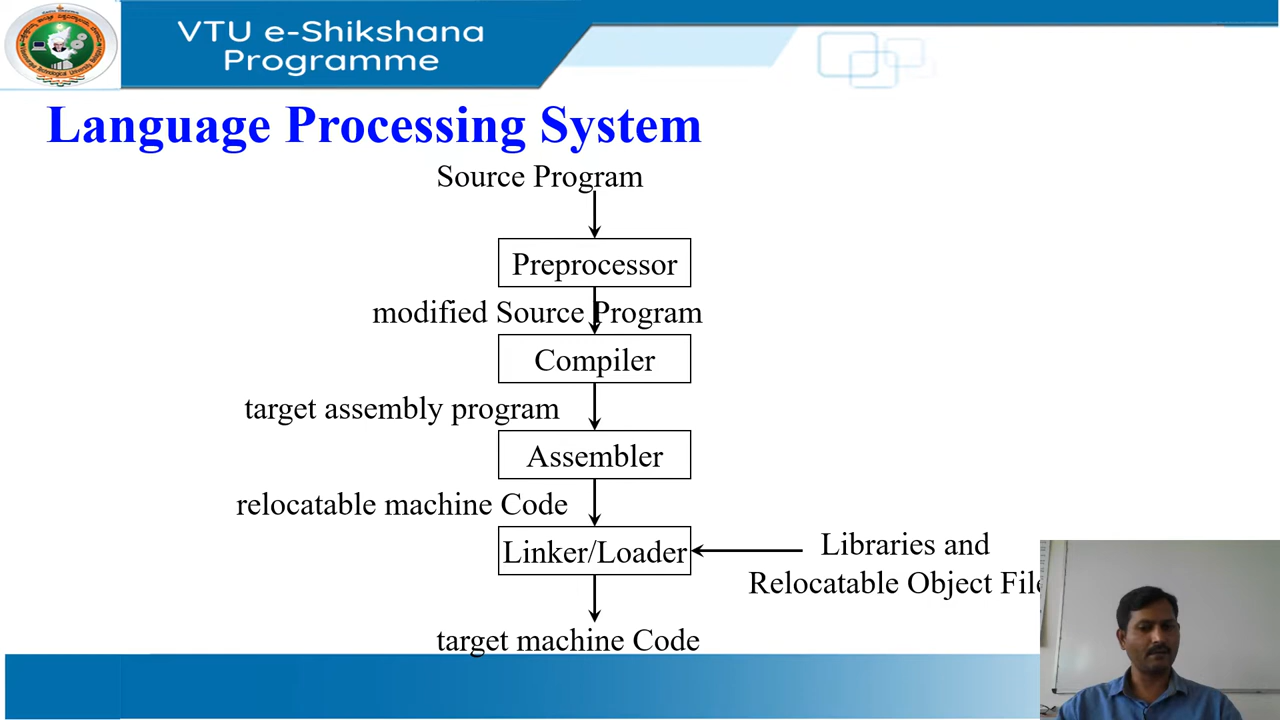 VTU e-Shikshana
Programme
Language Processing System
Source Program
Preprocessor
modified Source Program
Compiler
target assembly program
Assembler
relocatable machine Code
Linker/Loader
Libraries and
Relocatable Object File
target machine Code